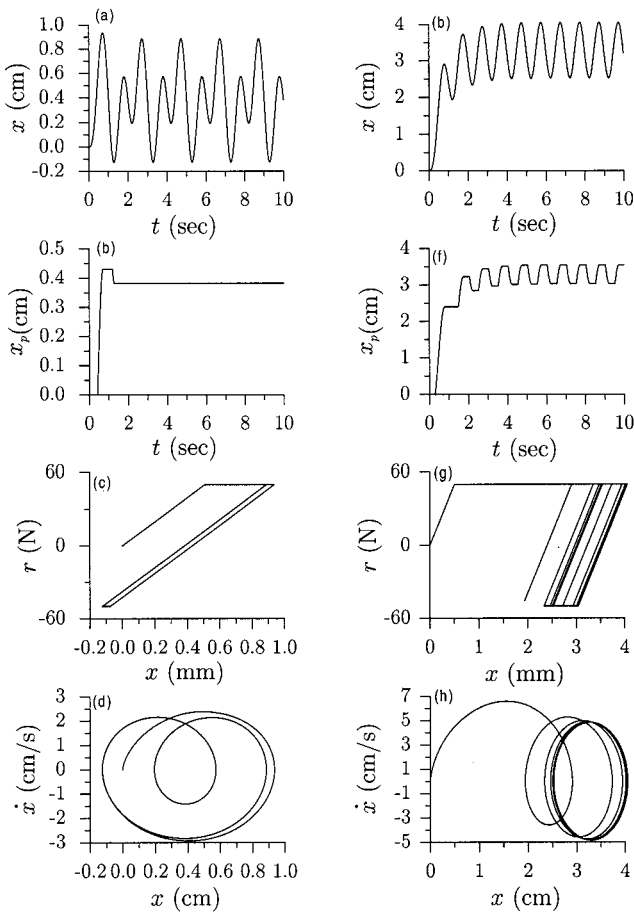 (a)
1.0
0.8
0.6
0.4
0.2
0.0
-0.2
x (cm)
0 2 4 6 8 10
t (sec)
(b)
4
3
2
1
0
x (cm)
0 2 4 6 8 10
t (sec)
(b)
0.5
0.4
0.3
0.2
0.1
0.0
xₚ(cm)
0 2 4 6 8 10
t (sec)
(f)
4
3
2
1
0
xₚ(cm)
0 2 4 6 8 10
t (sec)
(c)
60
0
-60
r (N)
-0.2 0.0 0.2 0.4 0.6 0.8 1.0
x (mm)
(g)
60
0
-60
r (N)
0 1 2 3 4
x (mm)
(d)
3
2
1
0
-1
-2
-3
ẋ (cm/s)
-0.2 0.0 0.2 0.4 0.6 0.8 1.0
x (cm)
(h)
7
5
3
1
-1
-3
-5
ẋ (cm/s)
0 1 2 3 4
x (cm)